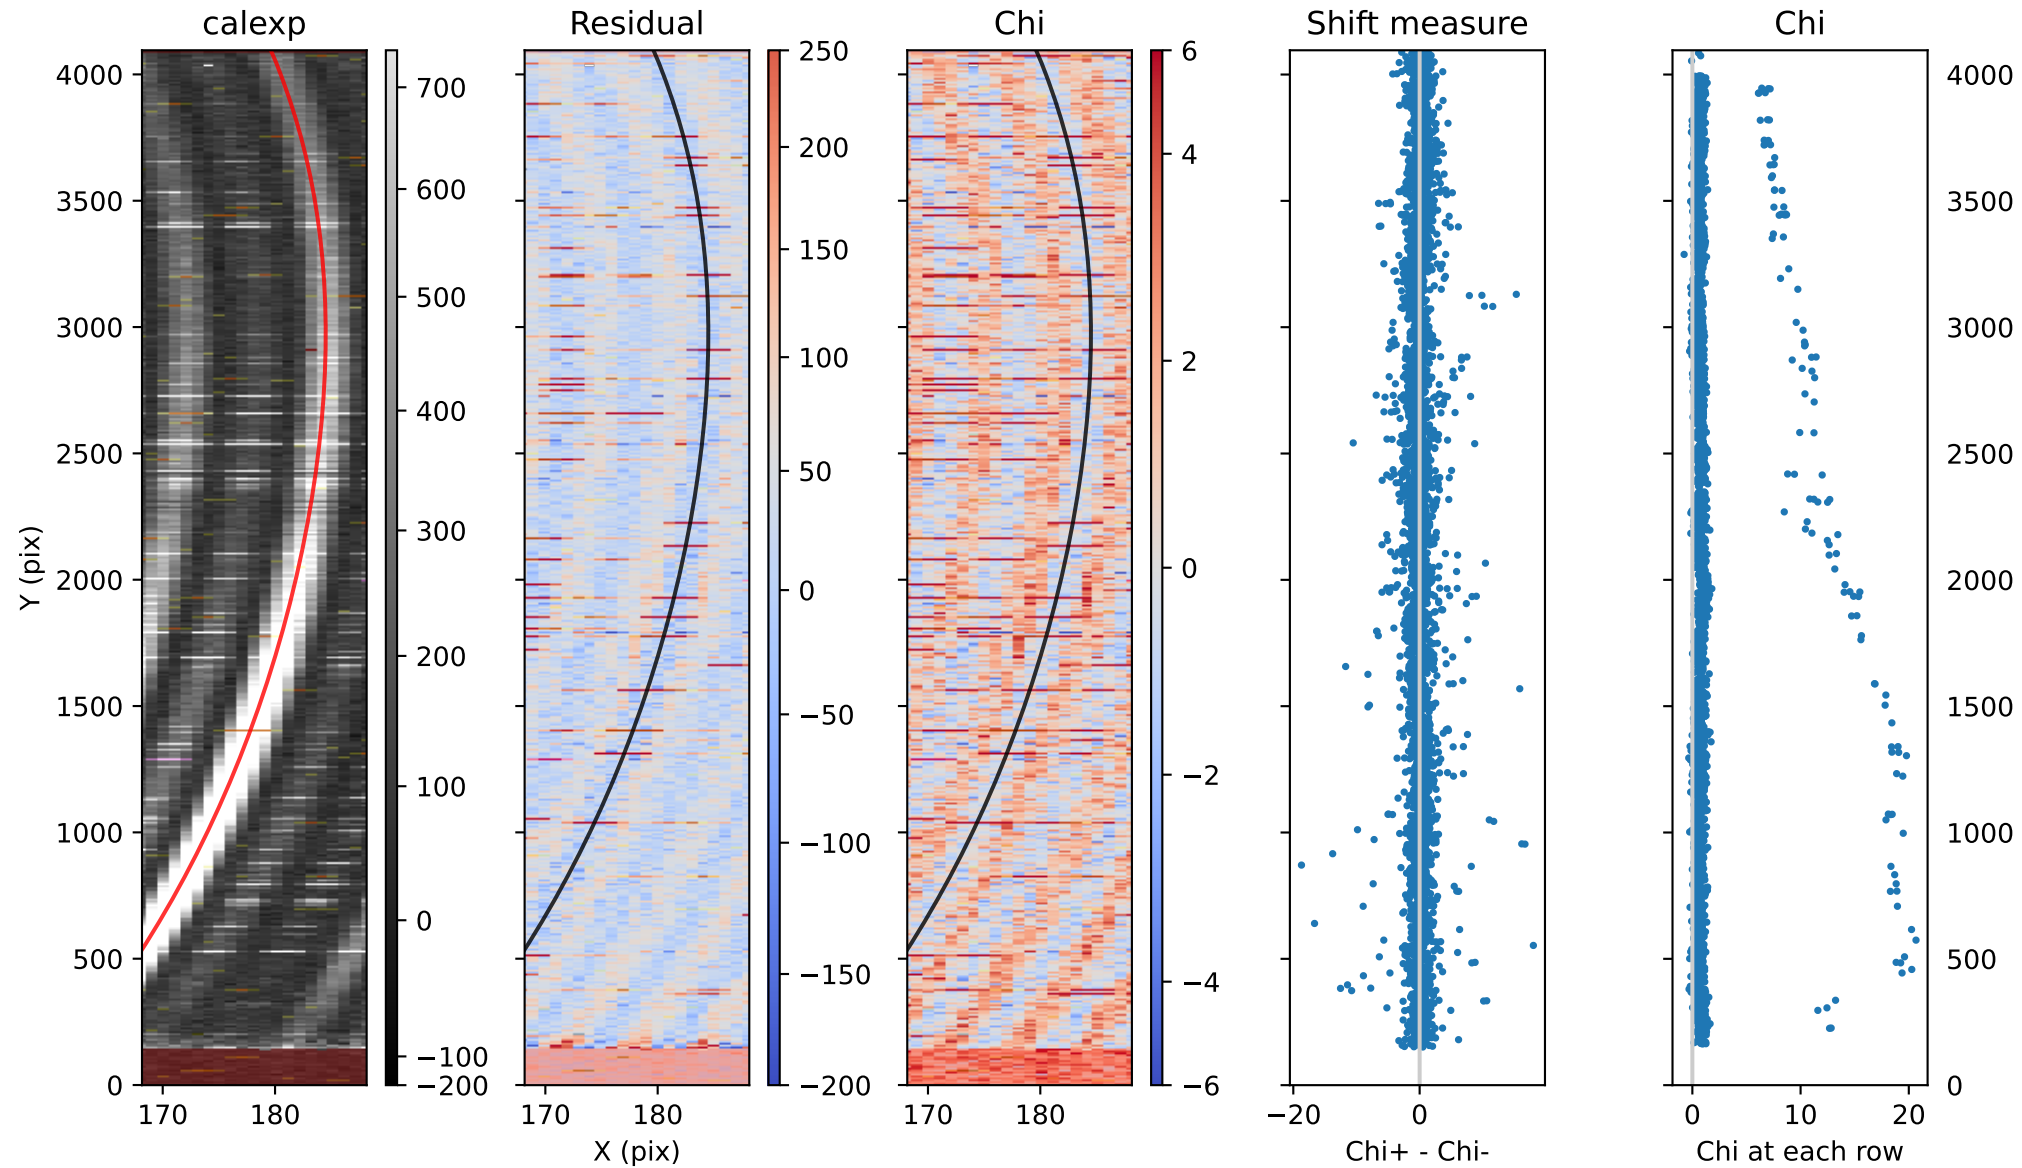 calexp Residual Chi Shift measure Chi
4000 700 250 6 4000
600 200 4
3500 3500
500 150
3000 3000
400 100 2
2500 50 2500
300
2000 0 0 2000
200
1500 −50 1500
100 −2
1000 −100 1000
0
500 −150 −4 500
−100
0 −200 −200 −6 0
170 180 170 180 170 180 −20 0 0 10 20
Y (pix)
X (pix) Chi+ - Chi- Chi at each row